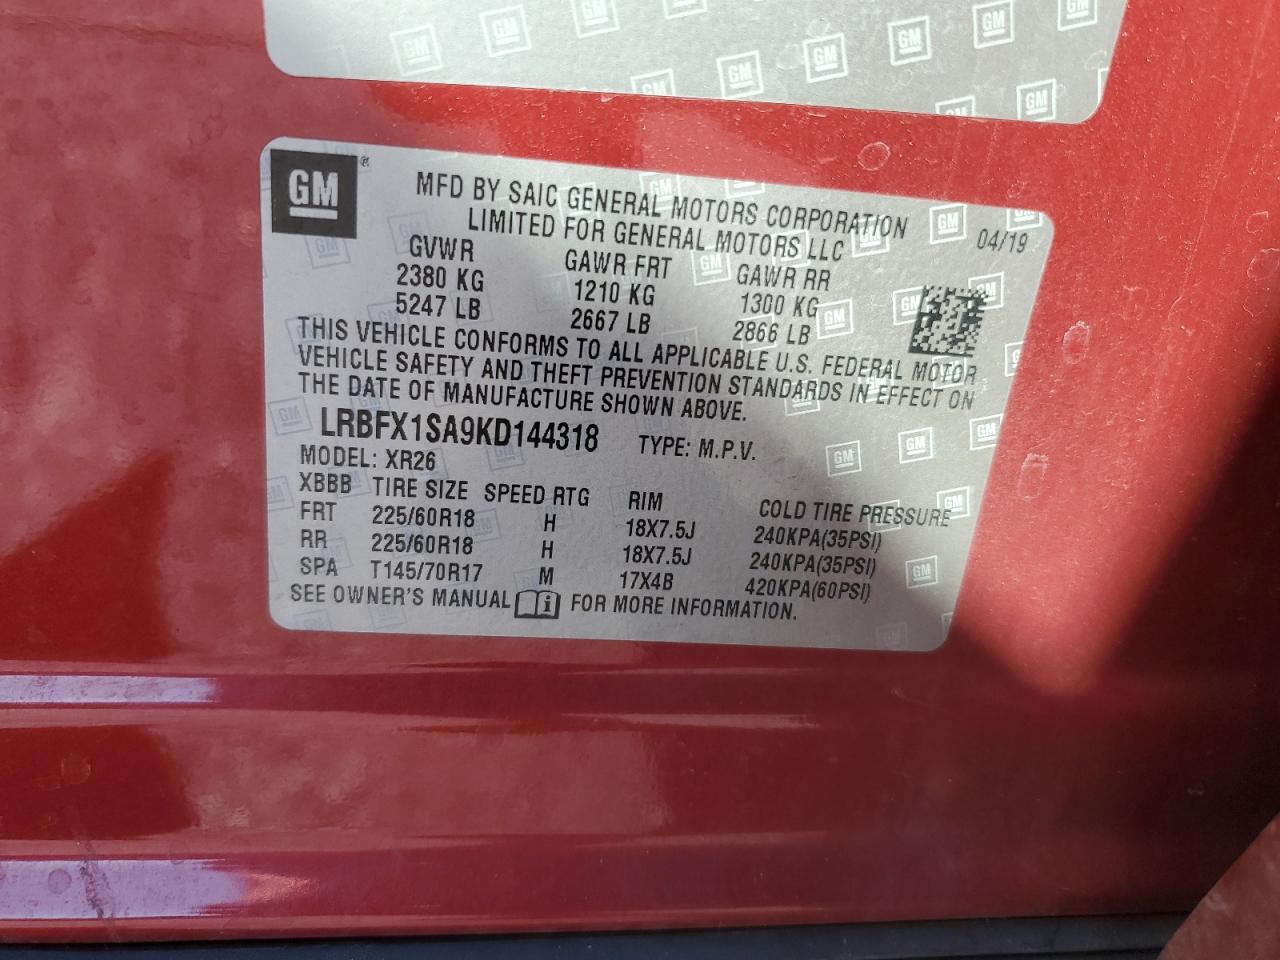 GM®
MFD BY SAIC GENERAL MOTORS CORPORATION
LIMITED FOR GENERAL MOTORS LLC
04/19
GVWR GAWR FRT GAWR RR
2380 KG 1210 KG 1300 KG
5247 LB 2667 LB 2866 LB
THIS VEHICLE CONFORMS TO ALL APPLICABLE U.S. FEDERAL MOTOR
VEHICLE SAFETY AND THEFT PREVENTION STANDARDS IN EFFECT ON
THE DATE OF MANUFACTURE SHOWN ABOVE.
LRBFX1SA9KD144318 TYPE: M.P.V.
MODEL: XR26
XBBB TIRE SIZE SPEED RTG RIM COLD TIRE PRESSURE
FRT 225/60R18 H 18X7.5J 240KPA(35PSI)
RR 225/60R18 H 18X7.5J 240KPA(35PSI)
SPA T145/70R17 M 17X4B 420KPA(60PSI)
SEE OWNER'S MANUAL i FOR MORE INFORMATION.